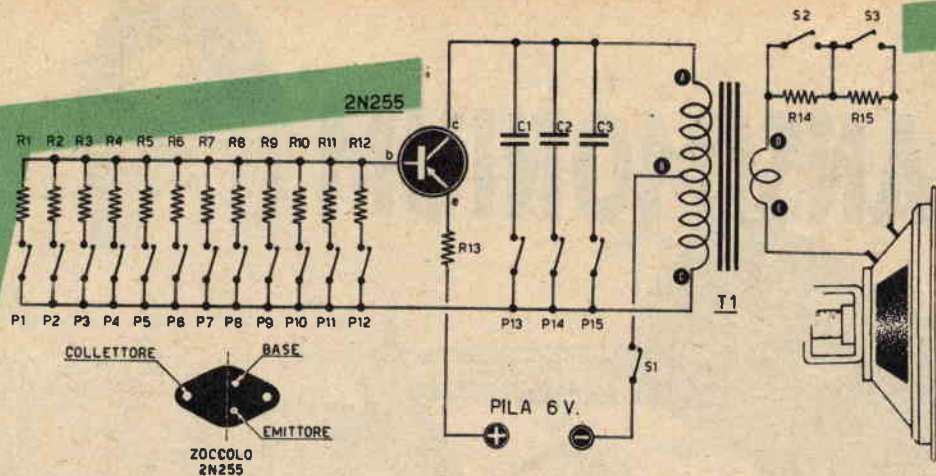 S2 S3
2N255
R14 R15
R1 R2 R3 R4 R5 R6 R7 R8 R9 R10 R11 R12
b
c
e
C1 C2 C3
A
B
C
D
E
R13
P1 P2 P3 P4 P5 P6 P7 P8 P9 P10 P11 P12
P13 P14 P15
T1
S1
COLLETTORE
BASE
EMITTORE
ZOCCOLO
2N255
PILA 6 V.
+ −